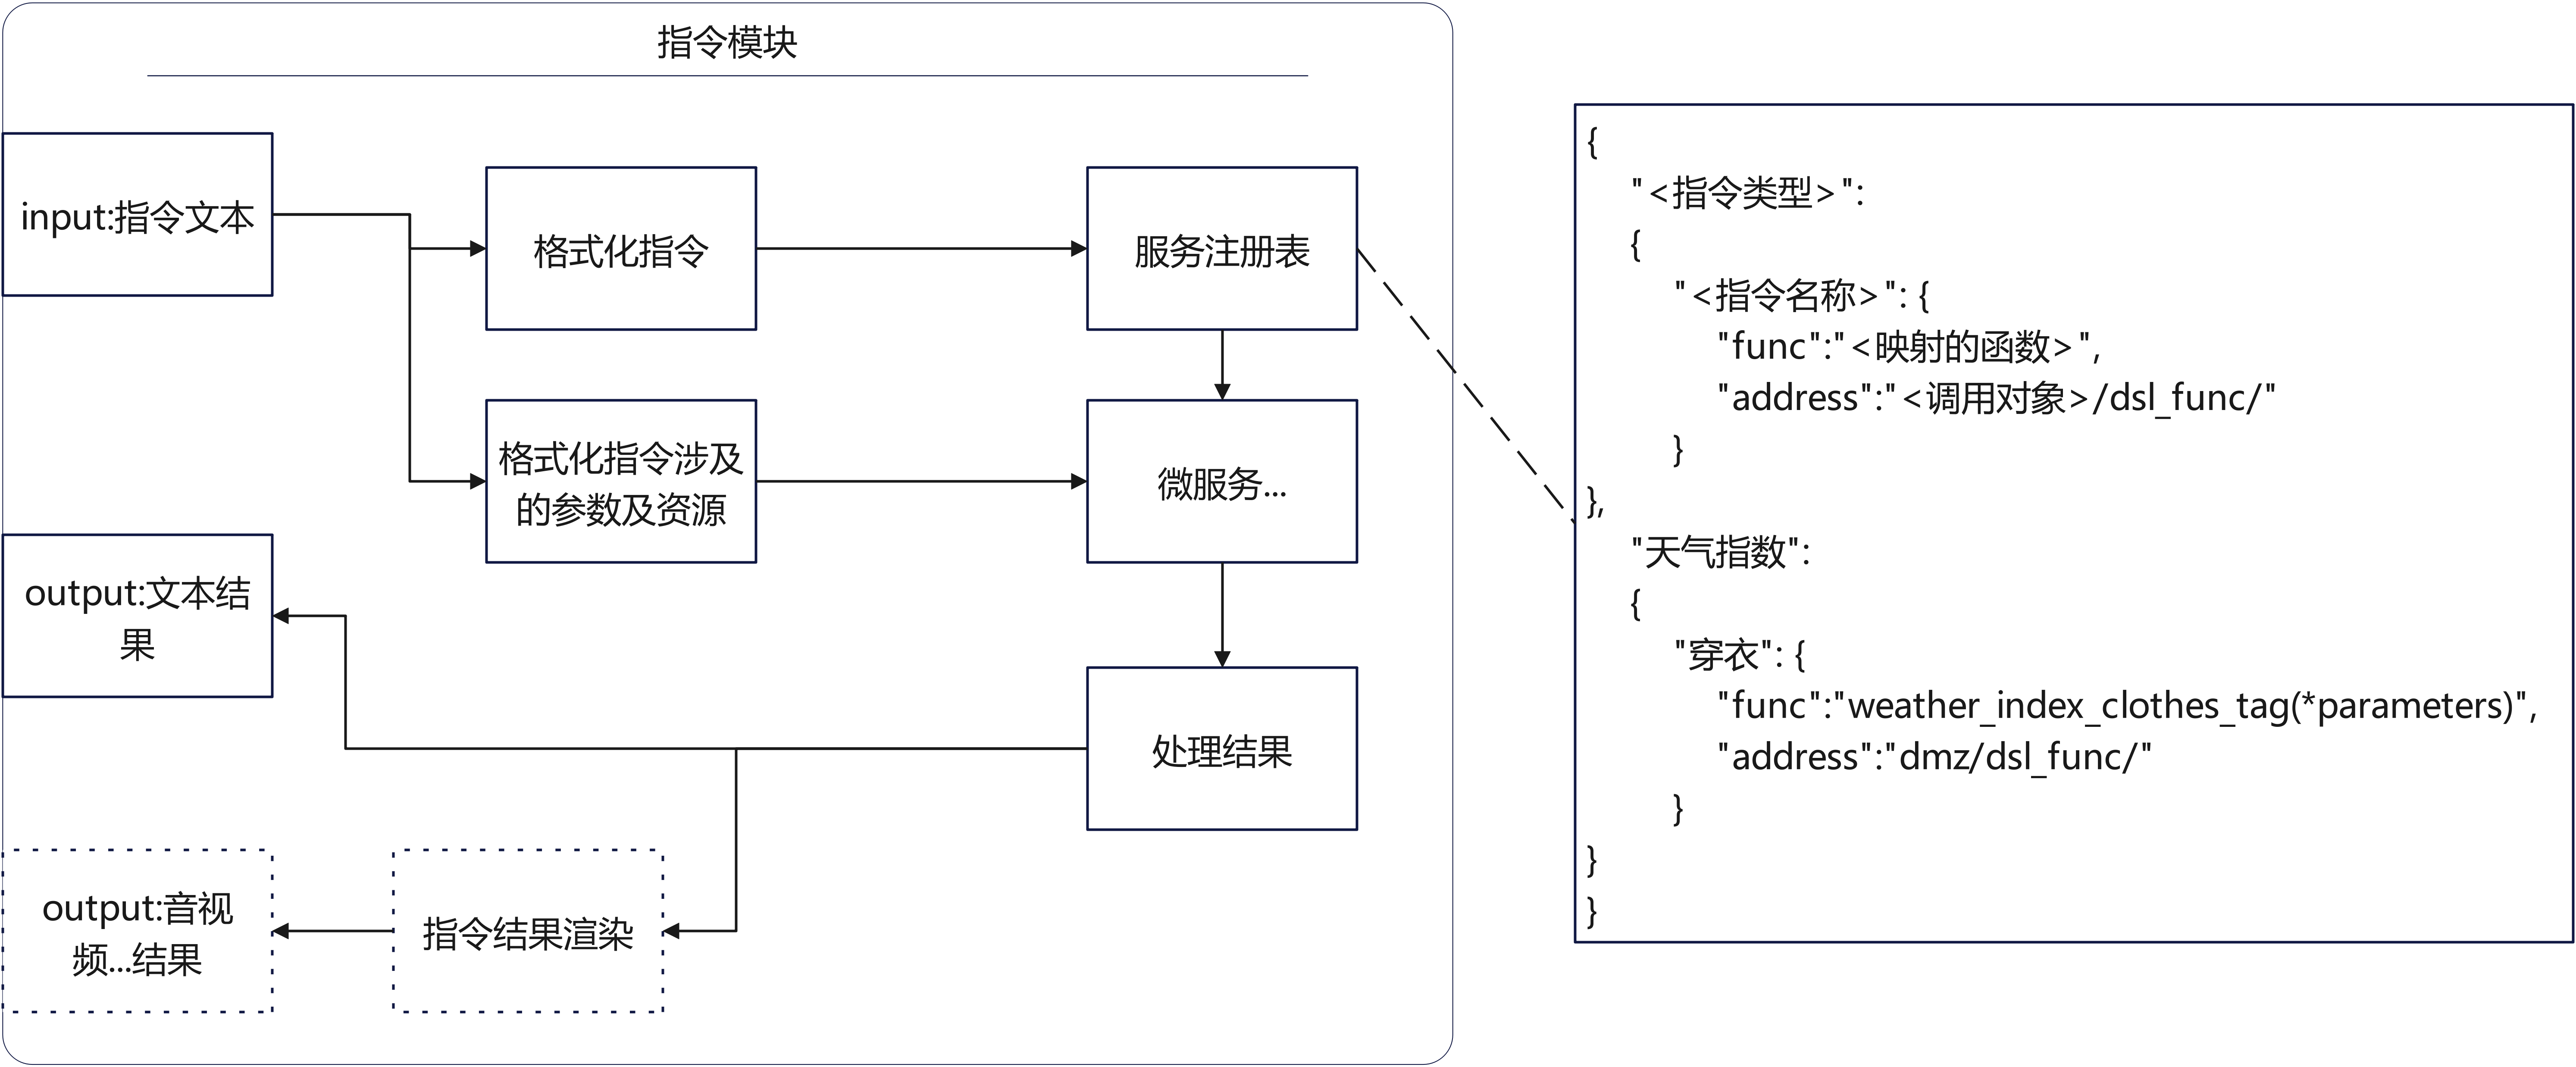 指令模块
input:指令文本
格式化指令
服务注册表
格式化指令涉及
的参数及资源
微服务...
output:文本结
果
处理结果
output:音视
频...结果
指令结果渲染
{
"<指令类型>":
{
"<指令名称>": {
"func":"<映射的函数>",
"address":"<调用对象>/dsl_func/"
}
},
"天气指数":
{
"穿衣": {
"func":"weather_index_clothes_tag(*parameters)",
"address":"dmz/dsl_func/"
}
}
}